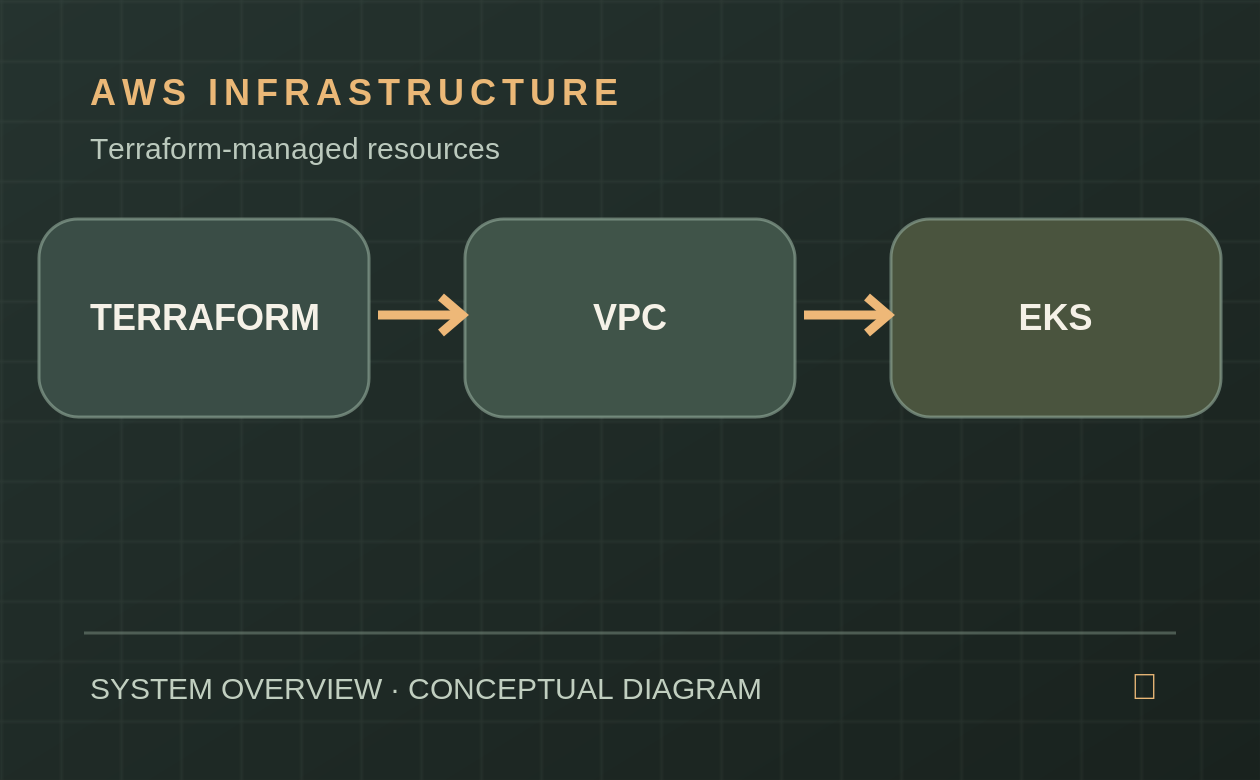 AWS INFRASTRUCTURE
Terraform-managed resources
TERRAFORM
VPC
EKS
SYSTEM OVERVIEW · CONCEPTUAL DIAGRAM